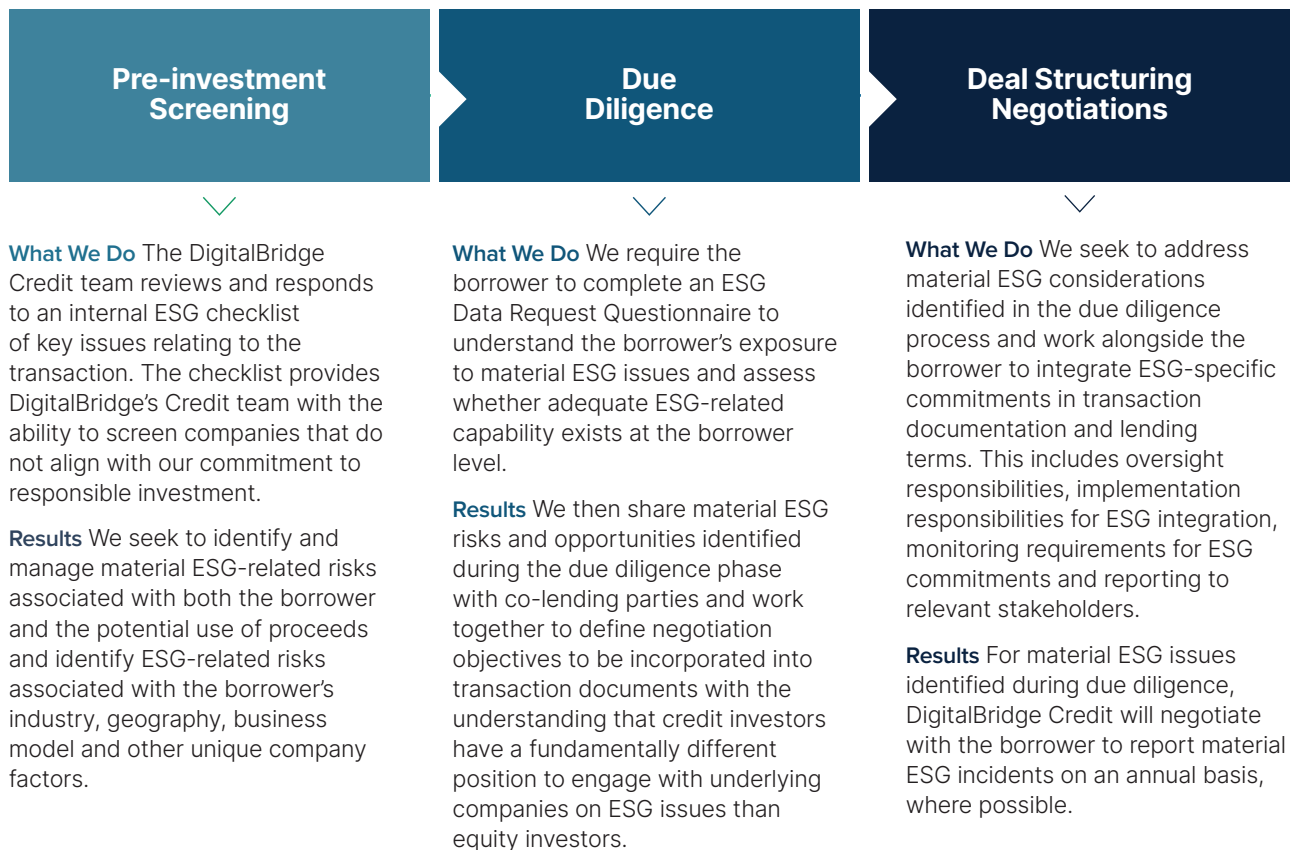 Pre-investment
Screening
What We Do The DigitalBridge
Credit team reviews and responds
to an internal ESG checklist
of key issues relating to the
transaction. The checklist provides
DigitalBridge's Credit team with the
ability to screen companies that do
not align with our commitment to
responsible investment.
Results We seek to identify and
manage material ESG-related risks
associated with both the borrower
and the potential use of proceeds
and identify ESG-related risks
associated with the borrower's
industry, geography, business
model and other unique company
factors.
Due
Diligence
What We Do We require the
borrower to complete an ESG
Data Request Questionnaire to
understand the borrower's exposure
to material ESG issues and assess
whether adequate ESG-related
capability exists at the borrower
level.
Results We then share material ESG
risks and opportunities identified
during the due diligence phase
with co-lending parties and work
together to define negotiation
objectives to be incorporated into
transaction documents with the
understanding that credit investors
have a fundamentally different
position to engage with underlying
companies on ESG issues than
equity investors.
Deal Structuring
Negotiations
What We Do We seek to address
material ESG considerations
identified in the due diligence
process and work alongside the
borrower to integrate ESG-specific
commitments in transaction
documentation and lending
terms. This includes oversight
responsibilities, implementation
responsibilities for ESG integration,
monitoring requirements for ESG
commitments and reporting to
relevant stakeholders.
Results For material ESG issues
identified during due diligence,
DigitalBridge Credit will negotiate
with the borrower to report material
ESG incidents on an annual basis,
where possible.